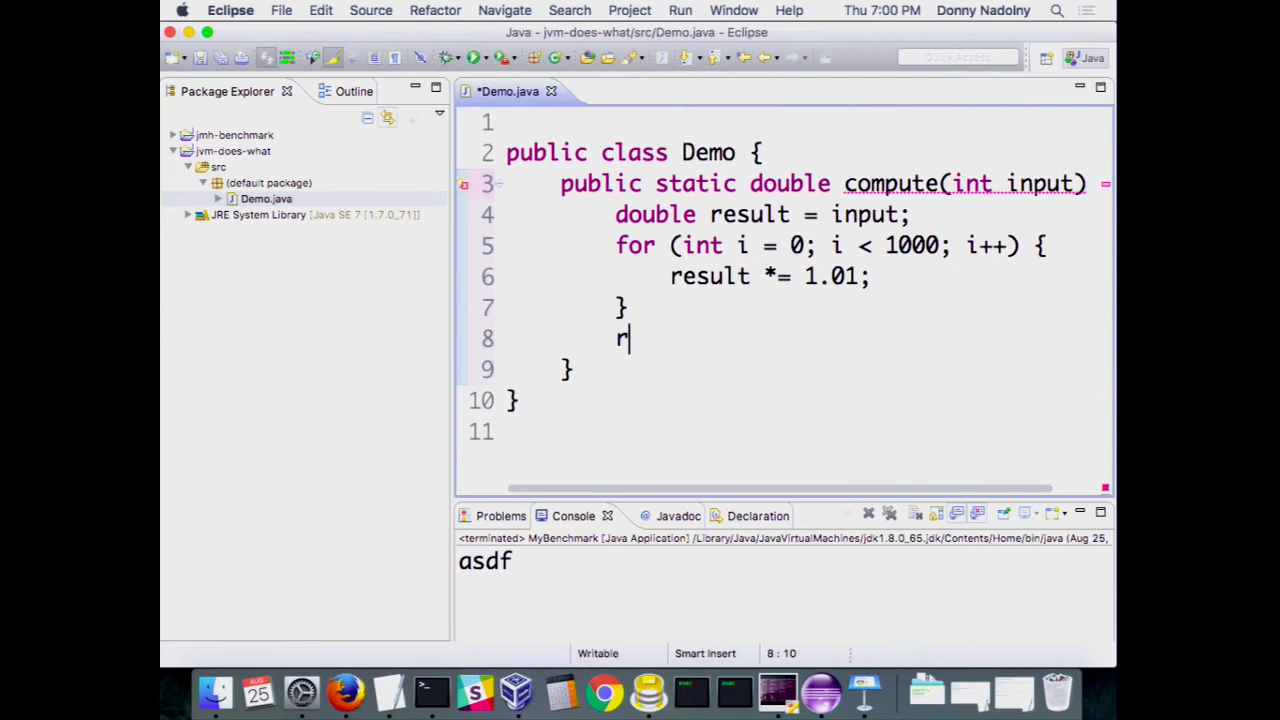 Eclipse File Edit Source Refactor Navigate Search Project Run Window Help Thu 7:00 PM Donny Nadolny
Java - jvm-does-what/src/Demo.java - Eclipse
Quick Access
Java
Package Explorer
Outline
jmh-benchmark
jvm-does-what
src
(default package)
Demo.java
JRE System Library [Java SE 7 [1.7.0_71]]
*Demo.java
1
2 public class Demo {
3 public static double compute(int input)
4 double result = input;
5 for (int i = 0; i < 1000; i++) {
6 result *= 1.01;
7 }
8 r
9 }
10 }
11
Problems Console Javadoc Declaration
<terminated> MyBenchmark [Java Application] /Library/Java/JavaVirtualMachines/jdk1.8.0_65.jdk/Contents/Home/bin/java (Aug 25,
asdf
Writable Smart Insert 8 : 10
AUG
25
exec
exec